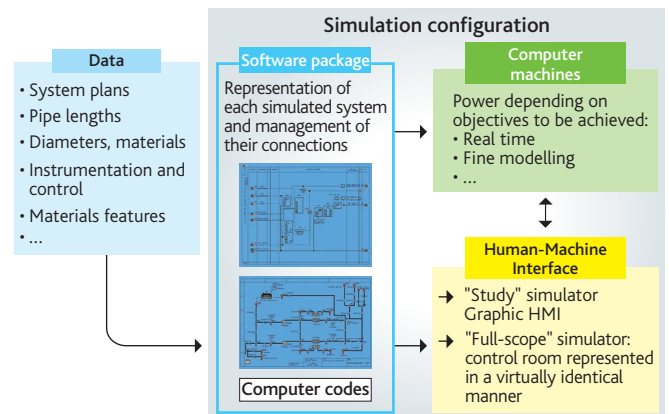 Simulation configuration
Data
• System plans
• Pipe lengths
• Diameters, materials
• Instrumentation and
control
• Materials features
• ...
Software package
Representation of
each simulated system
and management of
their connections
Computer codes
Computer
machines
Power depending on
objectives to be achieved:
• Real time
• Fine modelling
• ...
Human-Machine
Interface
→ "Study" simulator
Graphic HMI
→ "Full-scope" simulator:
control room represented
in a virtually identical
manner